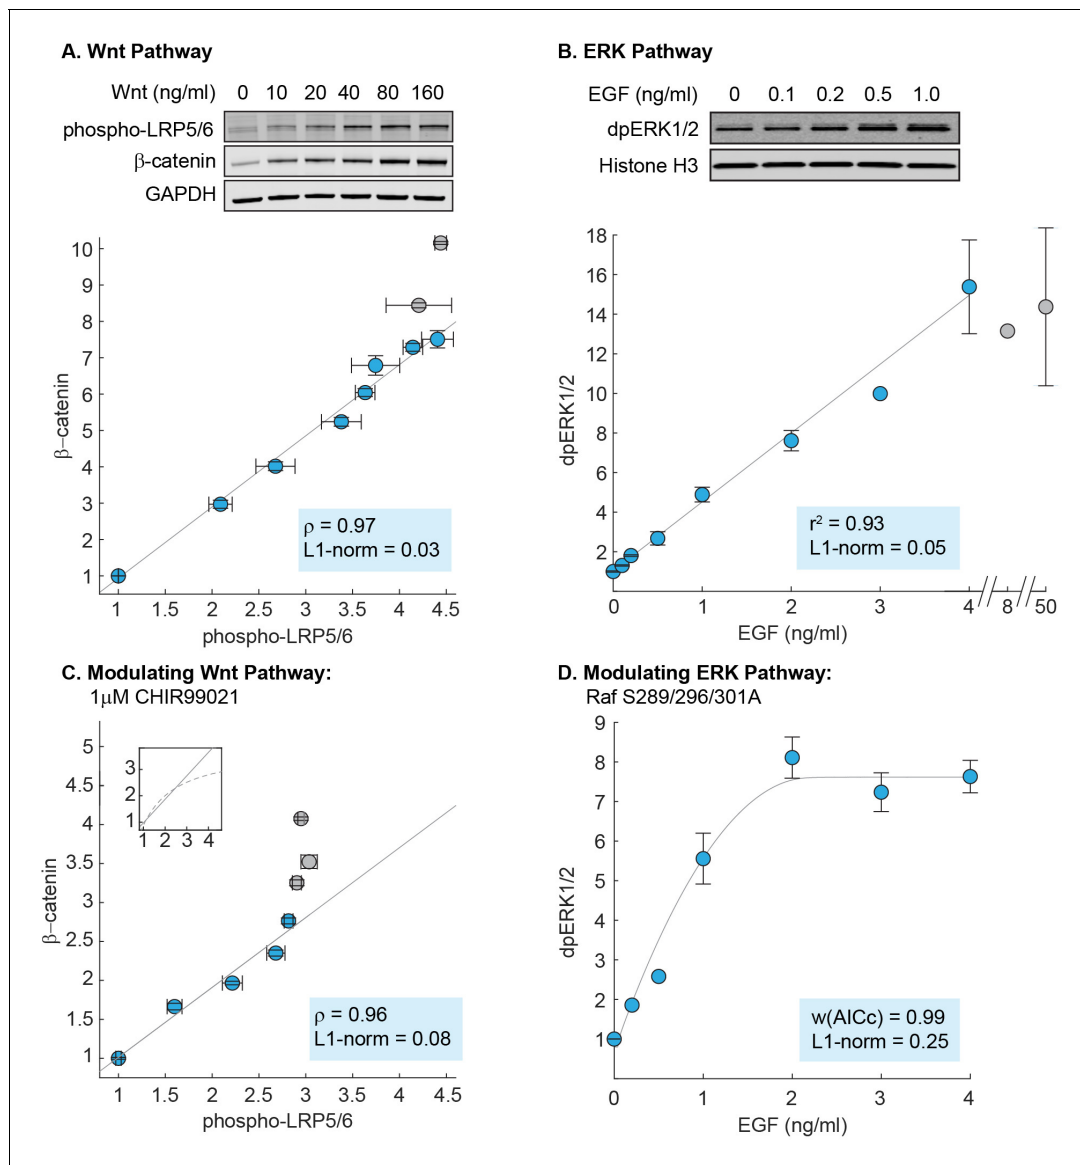 A. Wnt Pathway
Wnt (ng/ml) 0 10 20 40 80 160
phospho-LRP5/6
β-catenin
GAPDH
10
9
8
7
6
5
4
3
2
1
β−catenin
ρ = 0.97
L1-norm = 0.03
1 1.5 2 2.5 3 3.5 4 4.5
phospho-LRP5/6
B. ERK Pathway
EGF (ng/ml) 0 0.1 0.2 0.5 1.0
dpERK1/2
Histone H3
18
16
14
12
10
8
6
4
2
dpERK1/2
r² = 0.93
L1-norm = 0.05
0 1 2 3 4 8 50
EGF (ng/ml)
C. Modulating Wnt Pathway:
1μM CHIR99021
5
4.5
4
3.5
3
2.5
2
1.5
1
β−catenin
3
2
1
1 2 3 4
ρ = 0.96
L1-norm = 0.08
1 1.5 2 2.5 3 3.5 4 4.5
phospho-LRP5/6
D. Modulating ERK Pathway:
Raf S289/296/301A
9
8
7
6
5
4
3
2
1
dpERK1/2
w(AICc) = 0.99
L1-norm = 0.25
0 1 2 3 4
EGF (ng/ml)